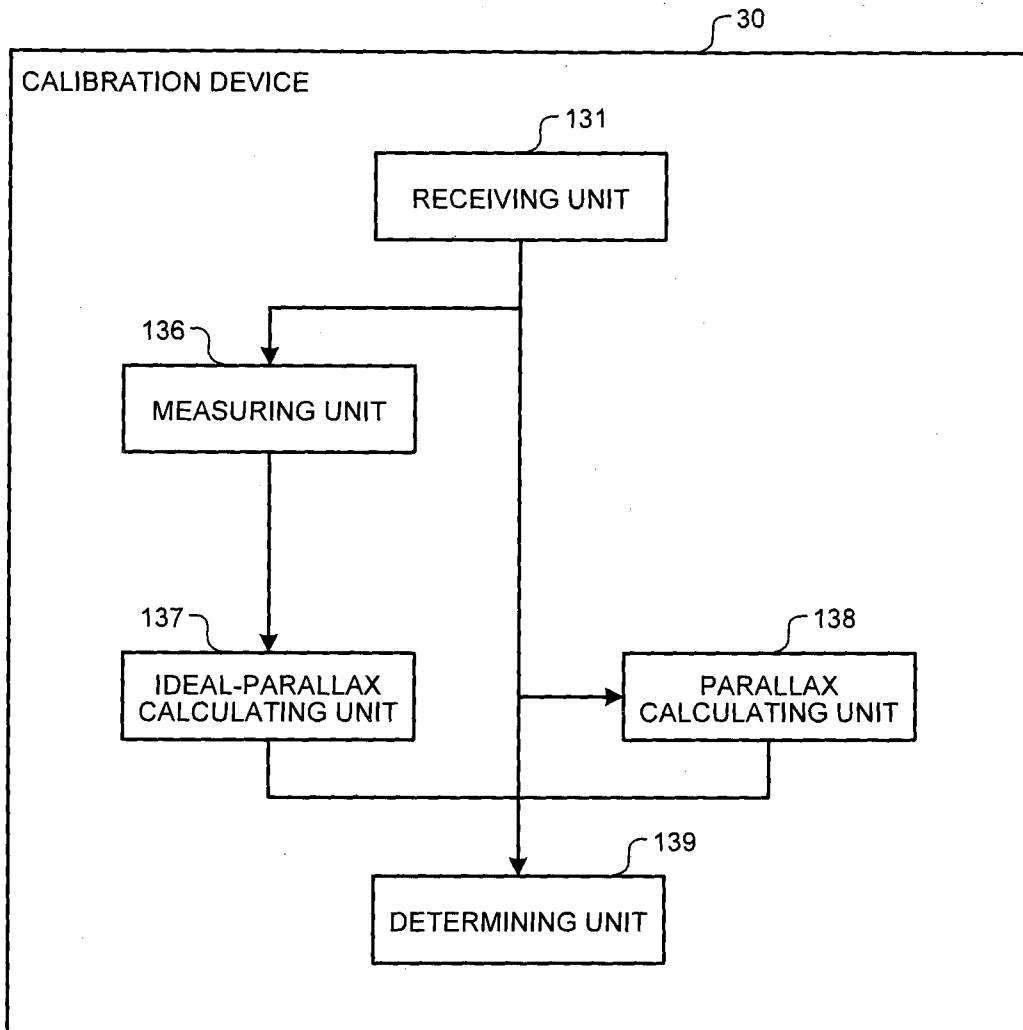 30
CALIBRATION DEVICE
131
RECEIVING UNIT
136
MEASURING UNIT
137
IDEAL-PARALLAX
CALCULATING UNIT
138
PARALLAX
CALCULATING UNIT
139
DETERMINING UNIT